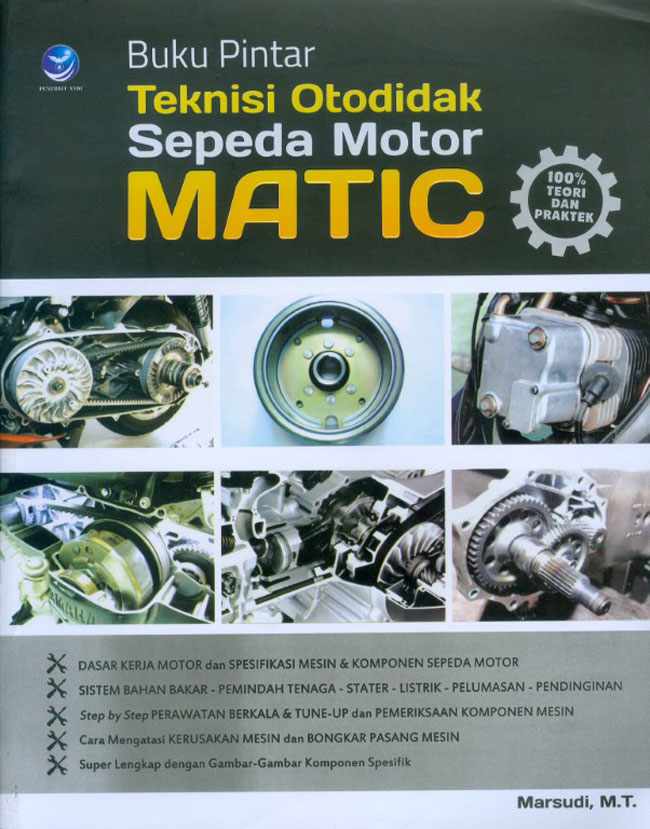 PENERBIT ANDI
Buku Pintar
Teknisi Otodidak
Sepeda Motor
MATIC
100%
TEORI
DAN
PRAKTEK
DASAR KERJA MOTOR dan SPESIFIKASI MESIN & KOMPONEN SEPEDA MOTOR
SISTEM BAHAN BAKAR - PEMINDAH TENAGA - STATER - LISTRIK - PELUMASAN - PENDINGINAN
Step by Step PERAWATAN BERKALA & TUNE-UP dan PEMERIKSAAN KOMPONEN MESIN
Cara Mengatasi KERUSAKAN MESIN dan BONGKAR PASANG MESIN
Super Lengkap dengan Gambar-Gambar Komponen Spesifik
Marsudi, M.T.